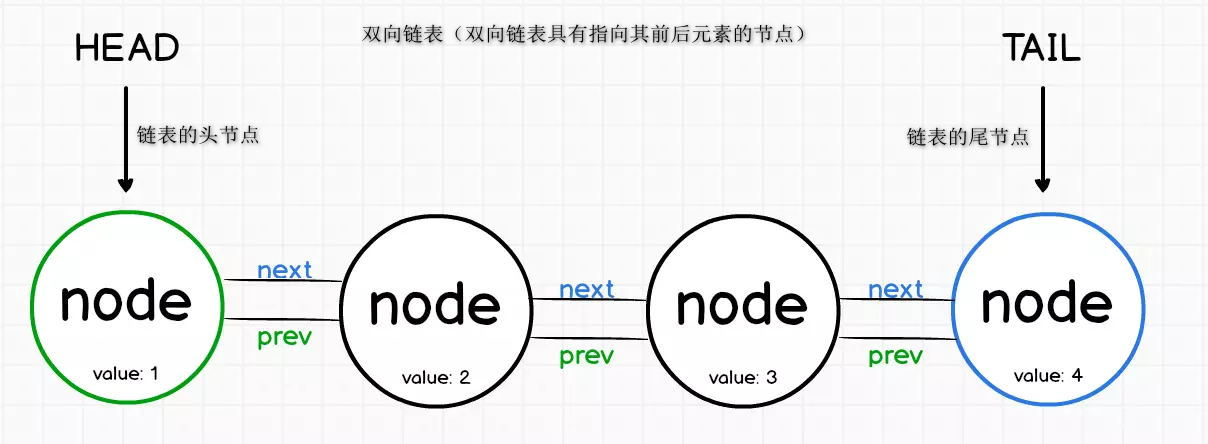 双向链表（双向链表具有指向其前后元素的节点）
HEAD
TAIL
链表的头节点
链表的尾节点
next
next
next
node
node
node
node
prev
prev
prev
value: 1
value: 2
value: 3
value: 4